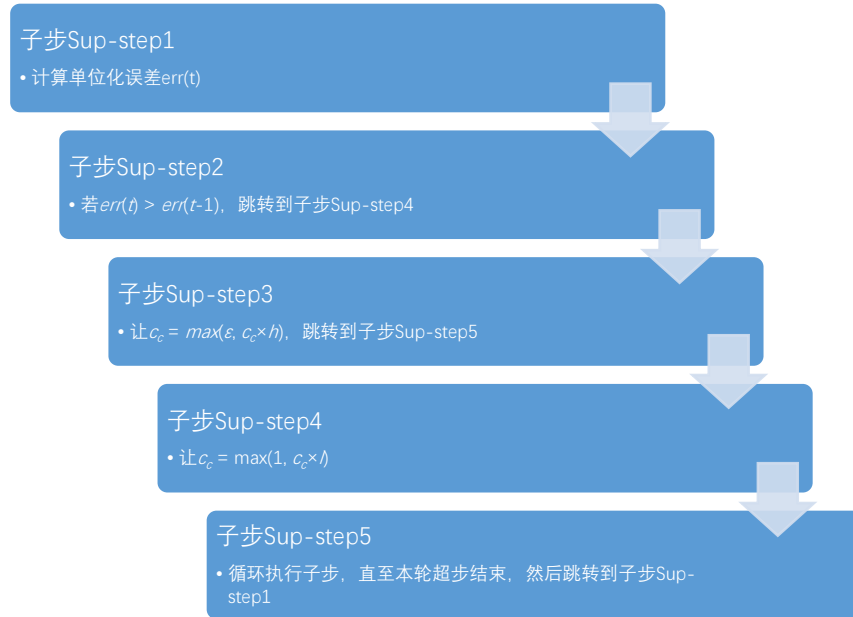 子步Sup-step1
• 计算单位化误差err(t)
子步Sup-step2
• 若err(t) > err(t-1)，跳转到子步Sup-step4
子步Sup-step3
• 让c_c = max(ε, c_c×h)，跳转到子步Sup-step5
子步Sup-step4
• 让c_c = max(1, c_c×l)
子步Sup-step5
• 循环执行子步，直至本轮超步结束，然后跳转到子步Sup-
step1